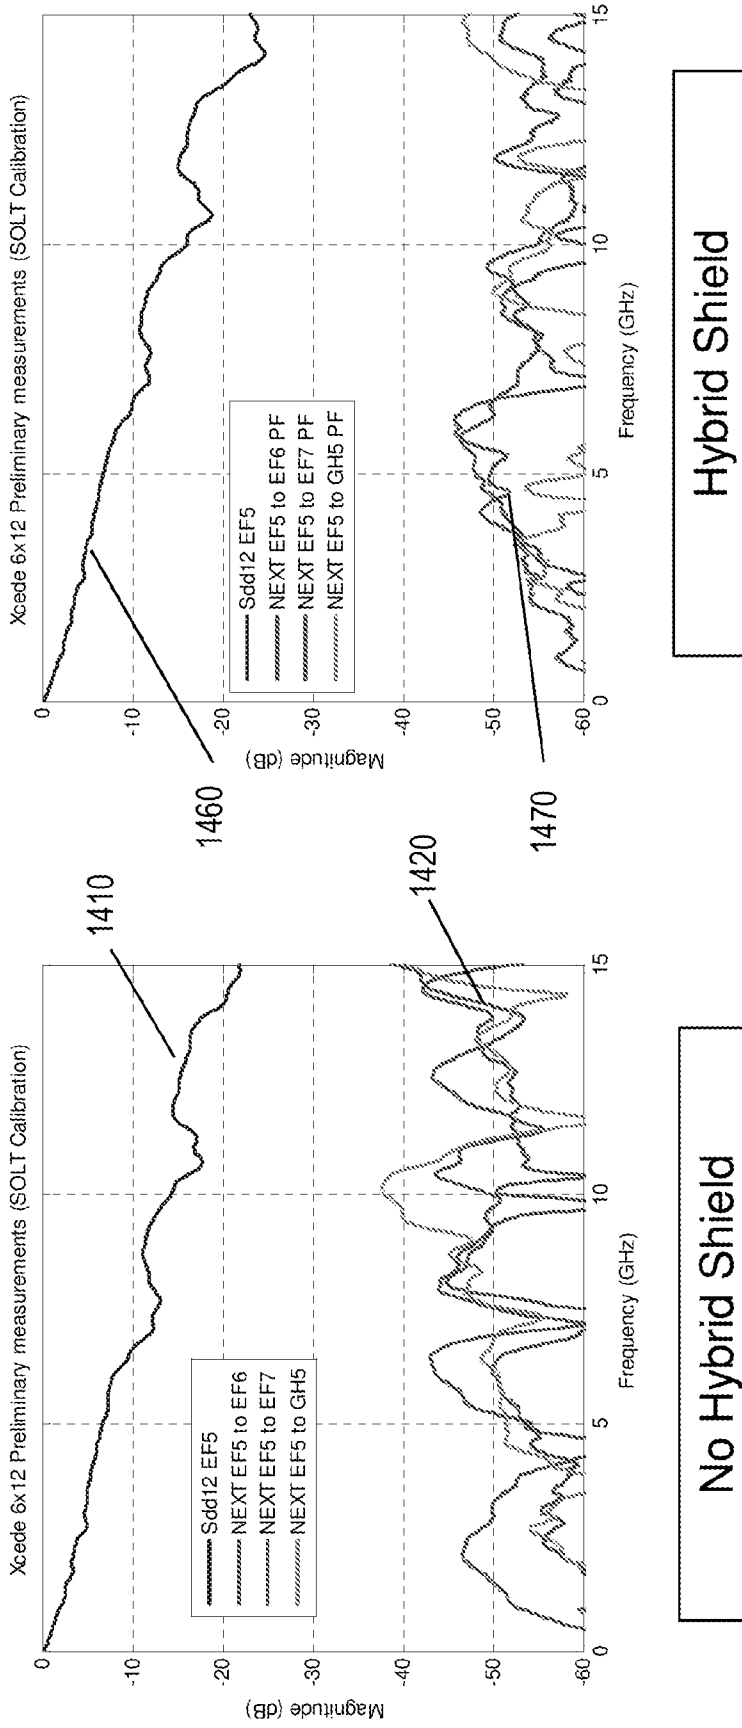 Xcede 6x12 Preliminary measurements (SOLT Calibration)
1410
0
-10
-20
-30
-40
-50
-60
Magnitude (dB)
Sdd12 EF5
NEXT EF5 to EF6
NEXT EF5 to EF7
NEXT EF5 to GH5
1420
0
5
10
15
Frequency (GHz)
No Hybrid Shield
Xcede 6x12 Preliminary measurements (SOLT Calibration)
1460
0
-10
-20
-30
-40
-50
-60
Magnitude (dB)
Sdd12 EF5
NEXT EF5 to EF6 PF
NEXT EF5 to EF7 PF
NEXT EF5 to GH5 PF
1470
0
5
10
15
Frequency (GHz)
Hybrid Shield